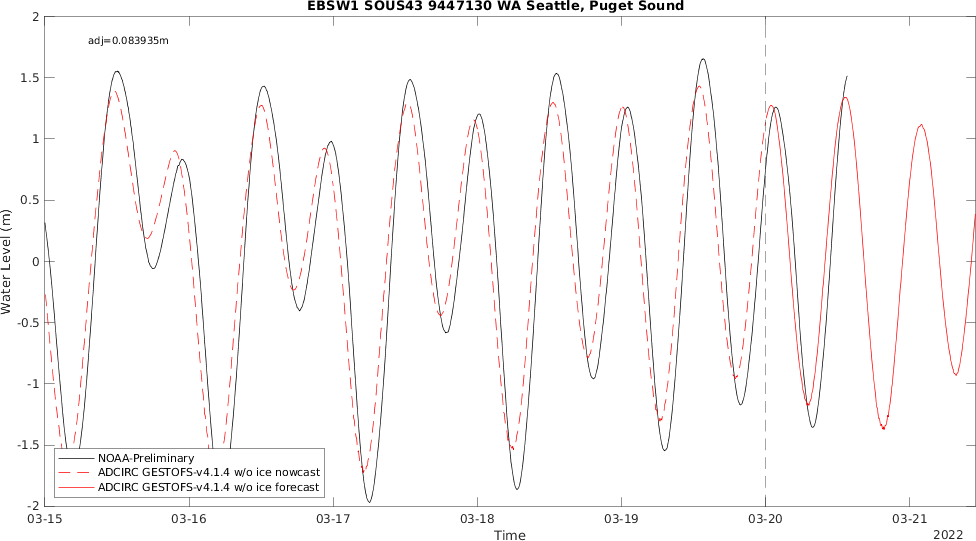 EBSW1 SOUS43 9447130 WA Seattle, Puget Sound
adj=0.083935m
2
1.5
1
0.5
0
-0.5
-1
-1.5
-2
Water Level (m)
NOAA-Preliminary
ADCIRC GESTOFS-v4.1.4 w/o ice nowcast
ADCIRC GESTOFS-v4.1.4 w/o ice forecast
03-15 03-16 03-17 03-18 03-19 03-20 03-21
Time
2022